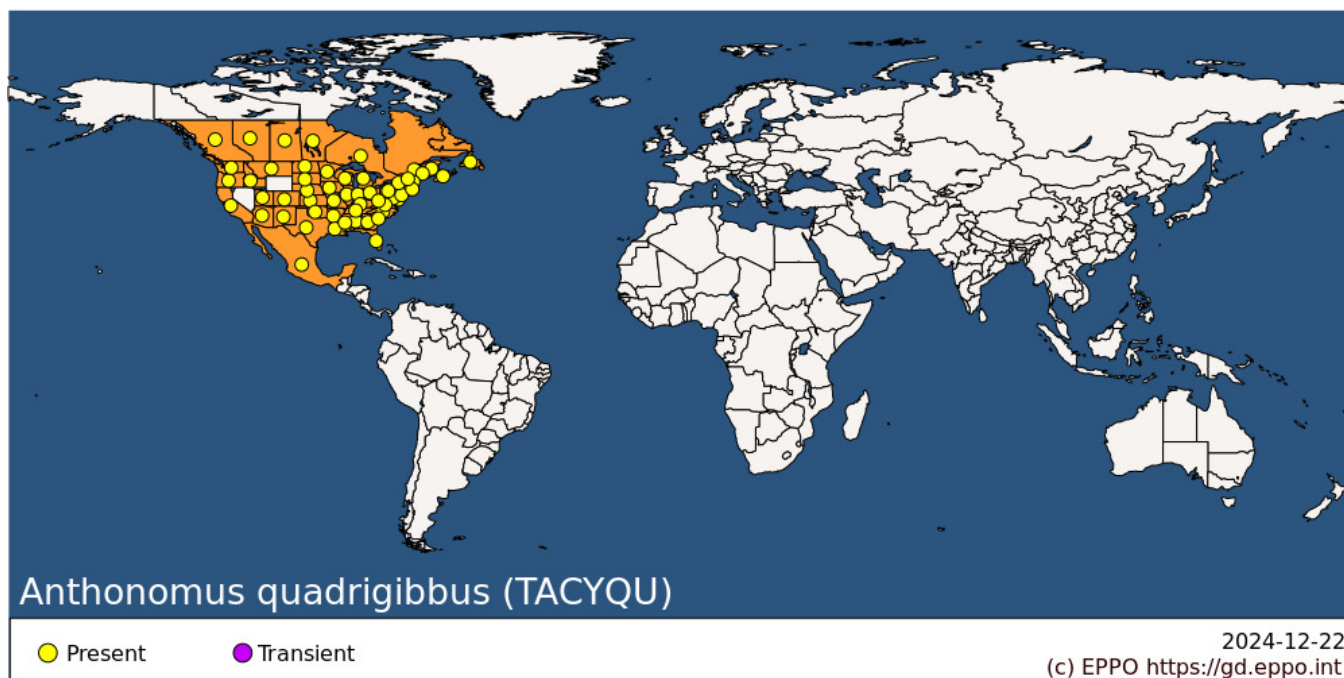 Anthonomus quadrigibbus (TACYQU)
Present
Transient
2024-12-22
(c) EPPO https://gd.eppo.int